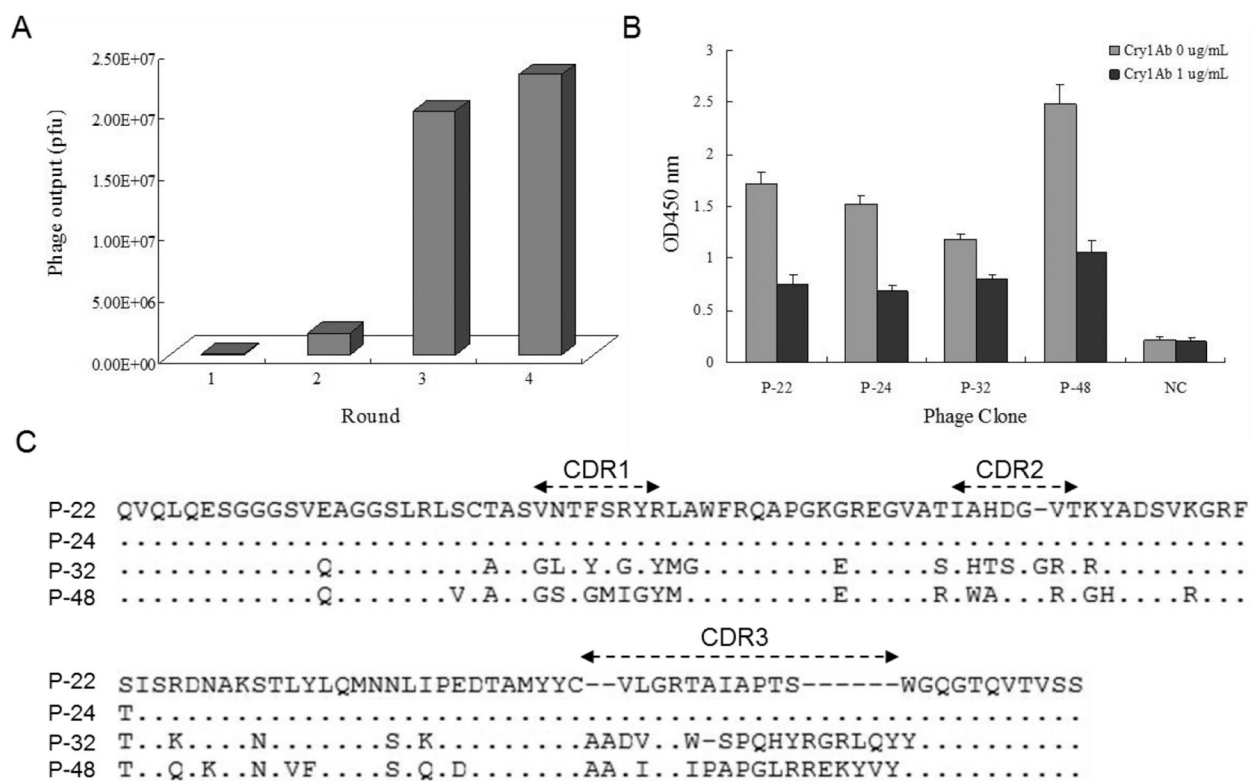 A
Phage output (pfu)
2.50E+07
2.00E+07
1.50E+07
1.00E+07
5.00E+06
0.00E+00
1 2 3 4
Round
B
OD450 nm
3
2.5
2
1.5
1
0.5
0
Cry1Ab 0 ug/mL
Cry1Ab 1 ug/mL
P-22 P-24 P-32 P-48 NC
Phage Clone
C
CDR1 CDR2
P-22 QVQLQESGGGSVEAGGSLRLSCTASVNTFSRYRLAWFRQAPGKGREGVATIAHDG-VTKYADSVKGRF
P-24 ....................................................................
P-32 ............Q.........A..GL.Y.G.YMG........E.....S.HTS.GR.R.........
P-48 ............Q.......V.A..GS.GMIGYM.........E.....R.WA...R.GH....R...
CDR3
P-22 SISRDNAKSTLYLQMNNLIPEDTAMYYC--VLGRTAIAPTS------WGQGTQVTVSS
P-24 T.........................................................
P-32 T..K....N.......S.K.........AADV..W-SPQHYRGRLQYY..........
P-48 T..Q.K..N.VF....S.Q.D.......AA.I..IPAPGLRREKYVY...........